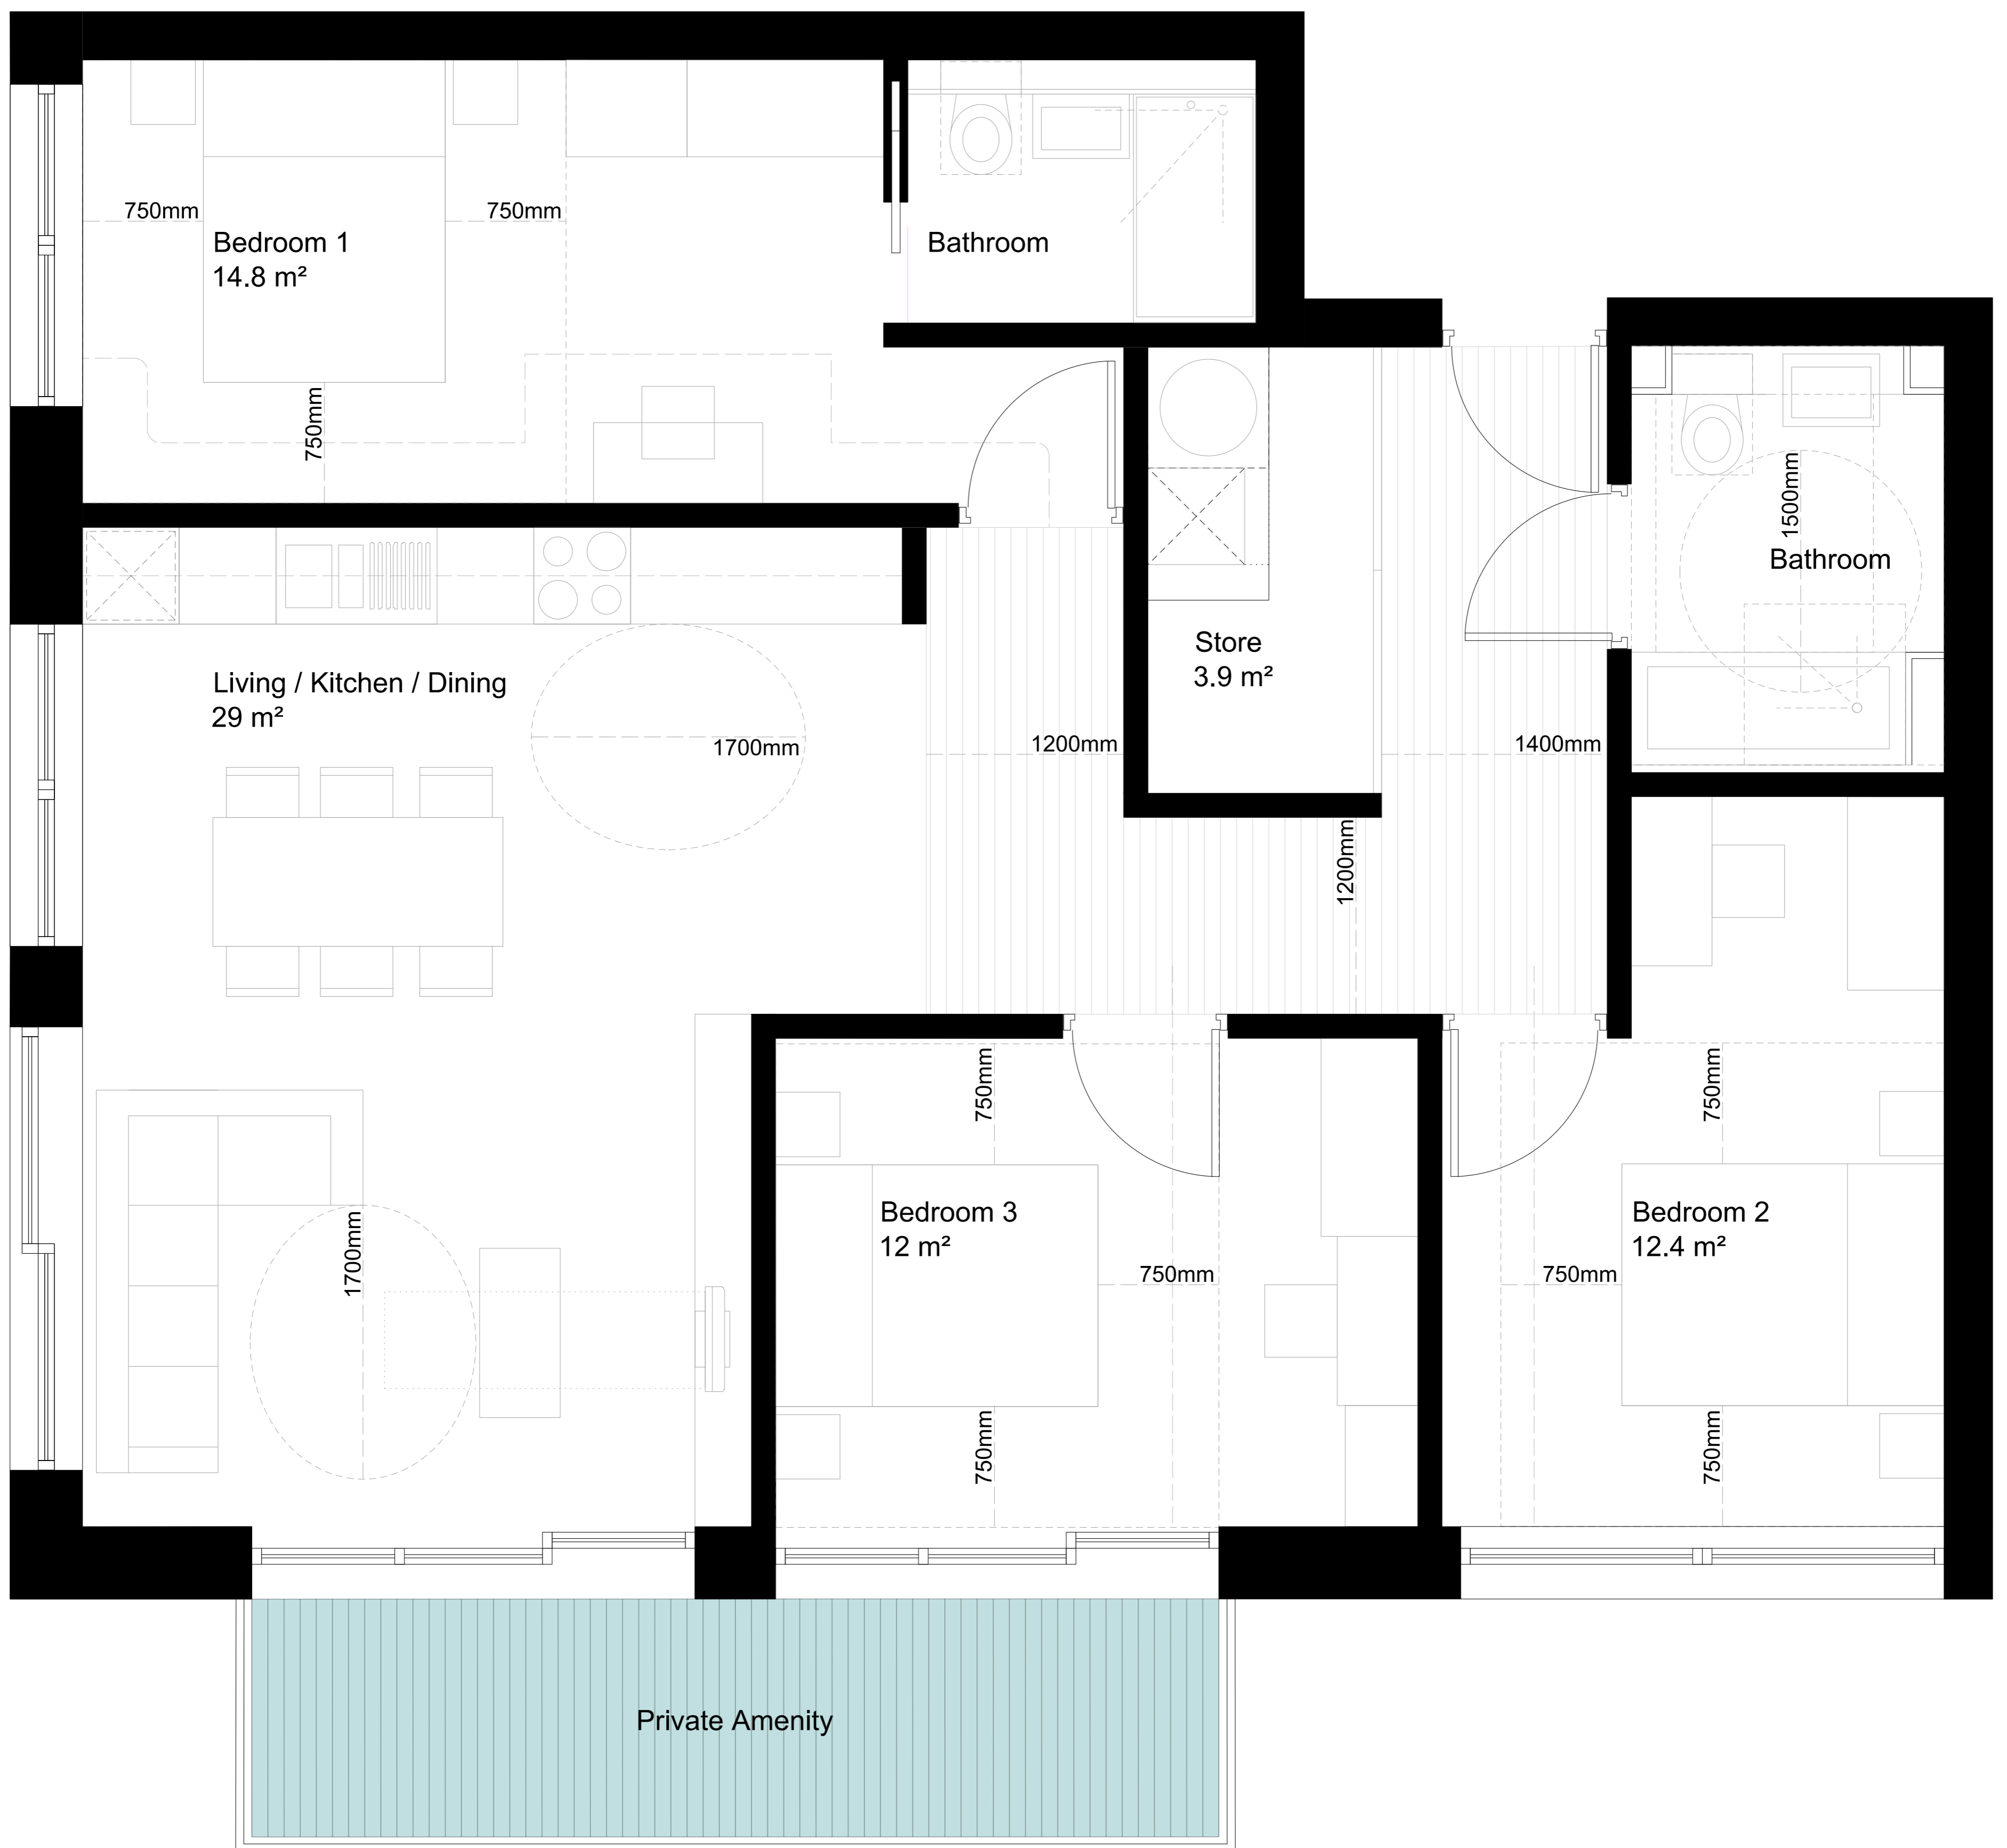 750mm
750mm
Bedroom 1
14.8 m²
Bathroom
750mm
1500mm
Bathroom
Store
3.9 m²
Living / Kitchen / Dining
29 m²
1700mm
1200mm
1400mm
1200mm
750mm
750mm
Bedroom 3
12 m²
Bedroom 2
12.4 m²
1700mm
750mm
750mm
750mm
750mm
Private Amenity